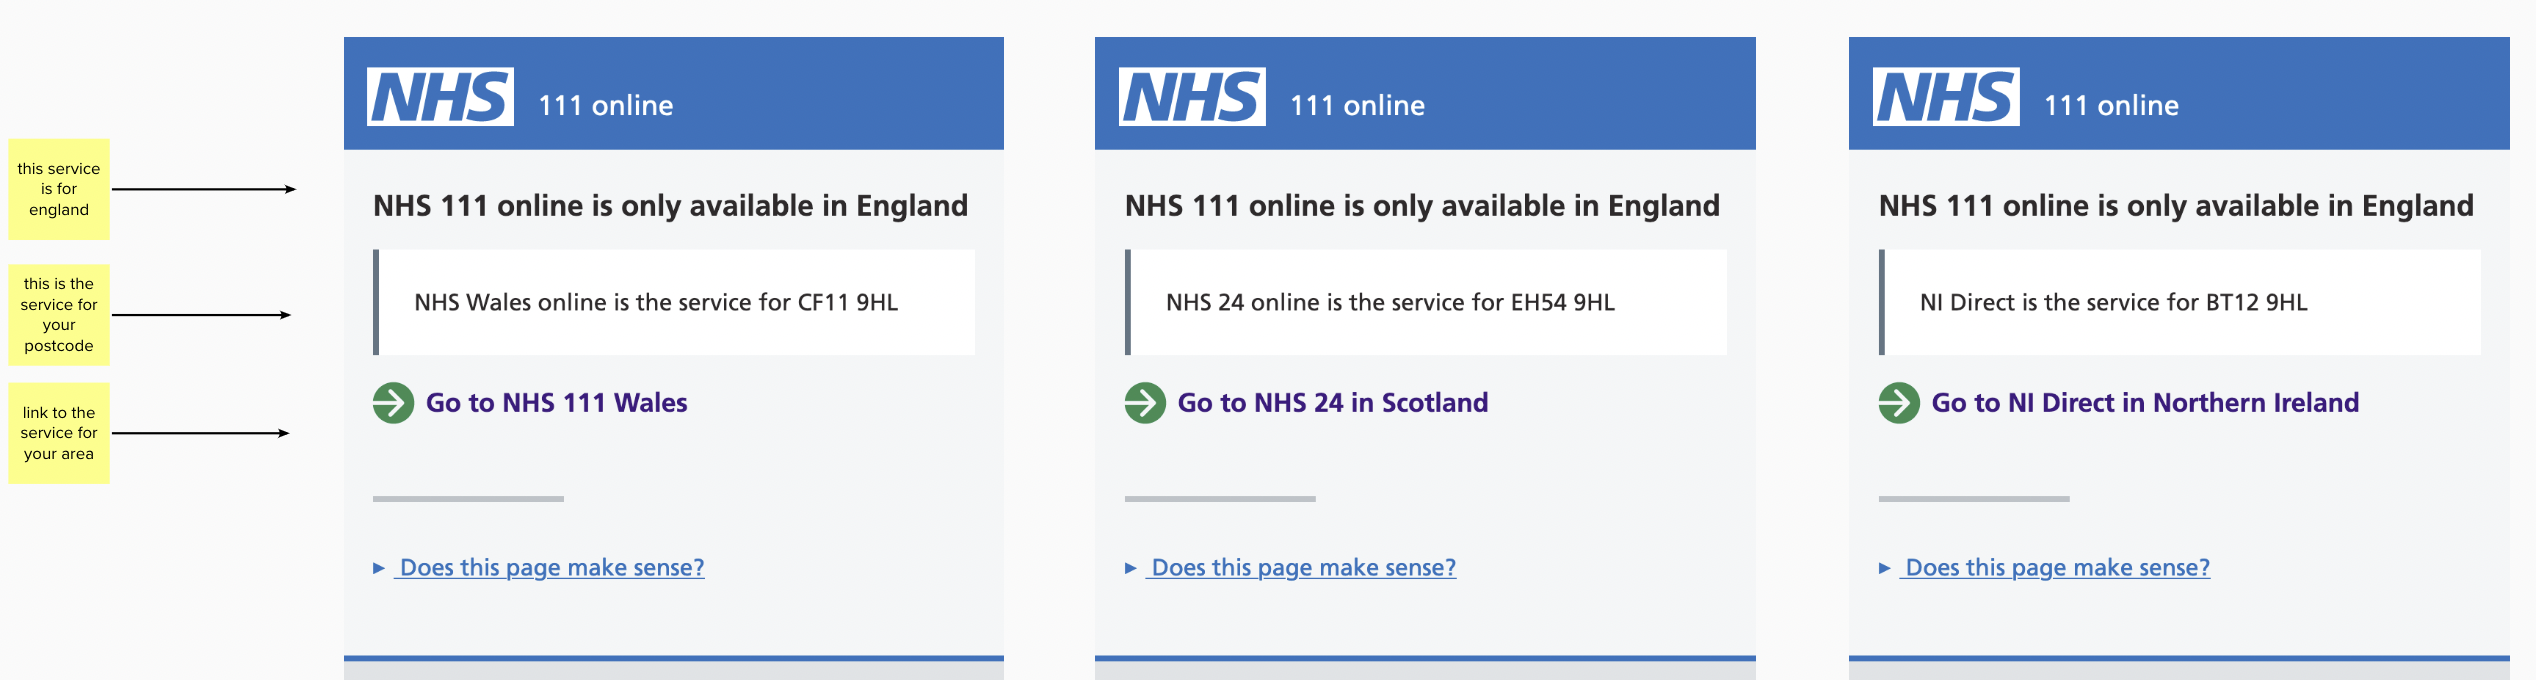 this service
is for
england
this is the
service for
your
postcode
link to the
service for
your area
NHS 111 online
NHS 111 online is only available in England
NHS Wales online is the service for CF11 9HL
Go to NHS 111 Wales
Does this page make sense?
NHS 111 online
NHS 111 online is only available in England
NHS 24 online is the service for EH54 9HL
Go to NHS 24 in Scotland
Does this page make sense?
NHS 111 online
NHS 111 online is only available in England
NI Direct is the service for BT12 9HL
Go to NI Direct in Northern Ireland
Does this page make sense?